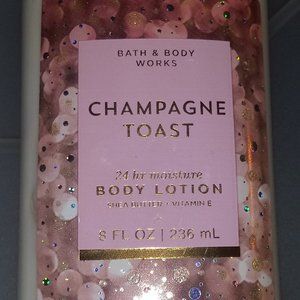 BATH & BODY
WORKS
CHAMPAGNE
TOAST
24 hr moisture
BODY LOTION
SHEA BUTTER + VITAMIN E
8 FL OZ | 236 mL